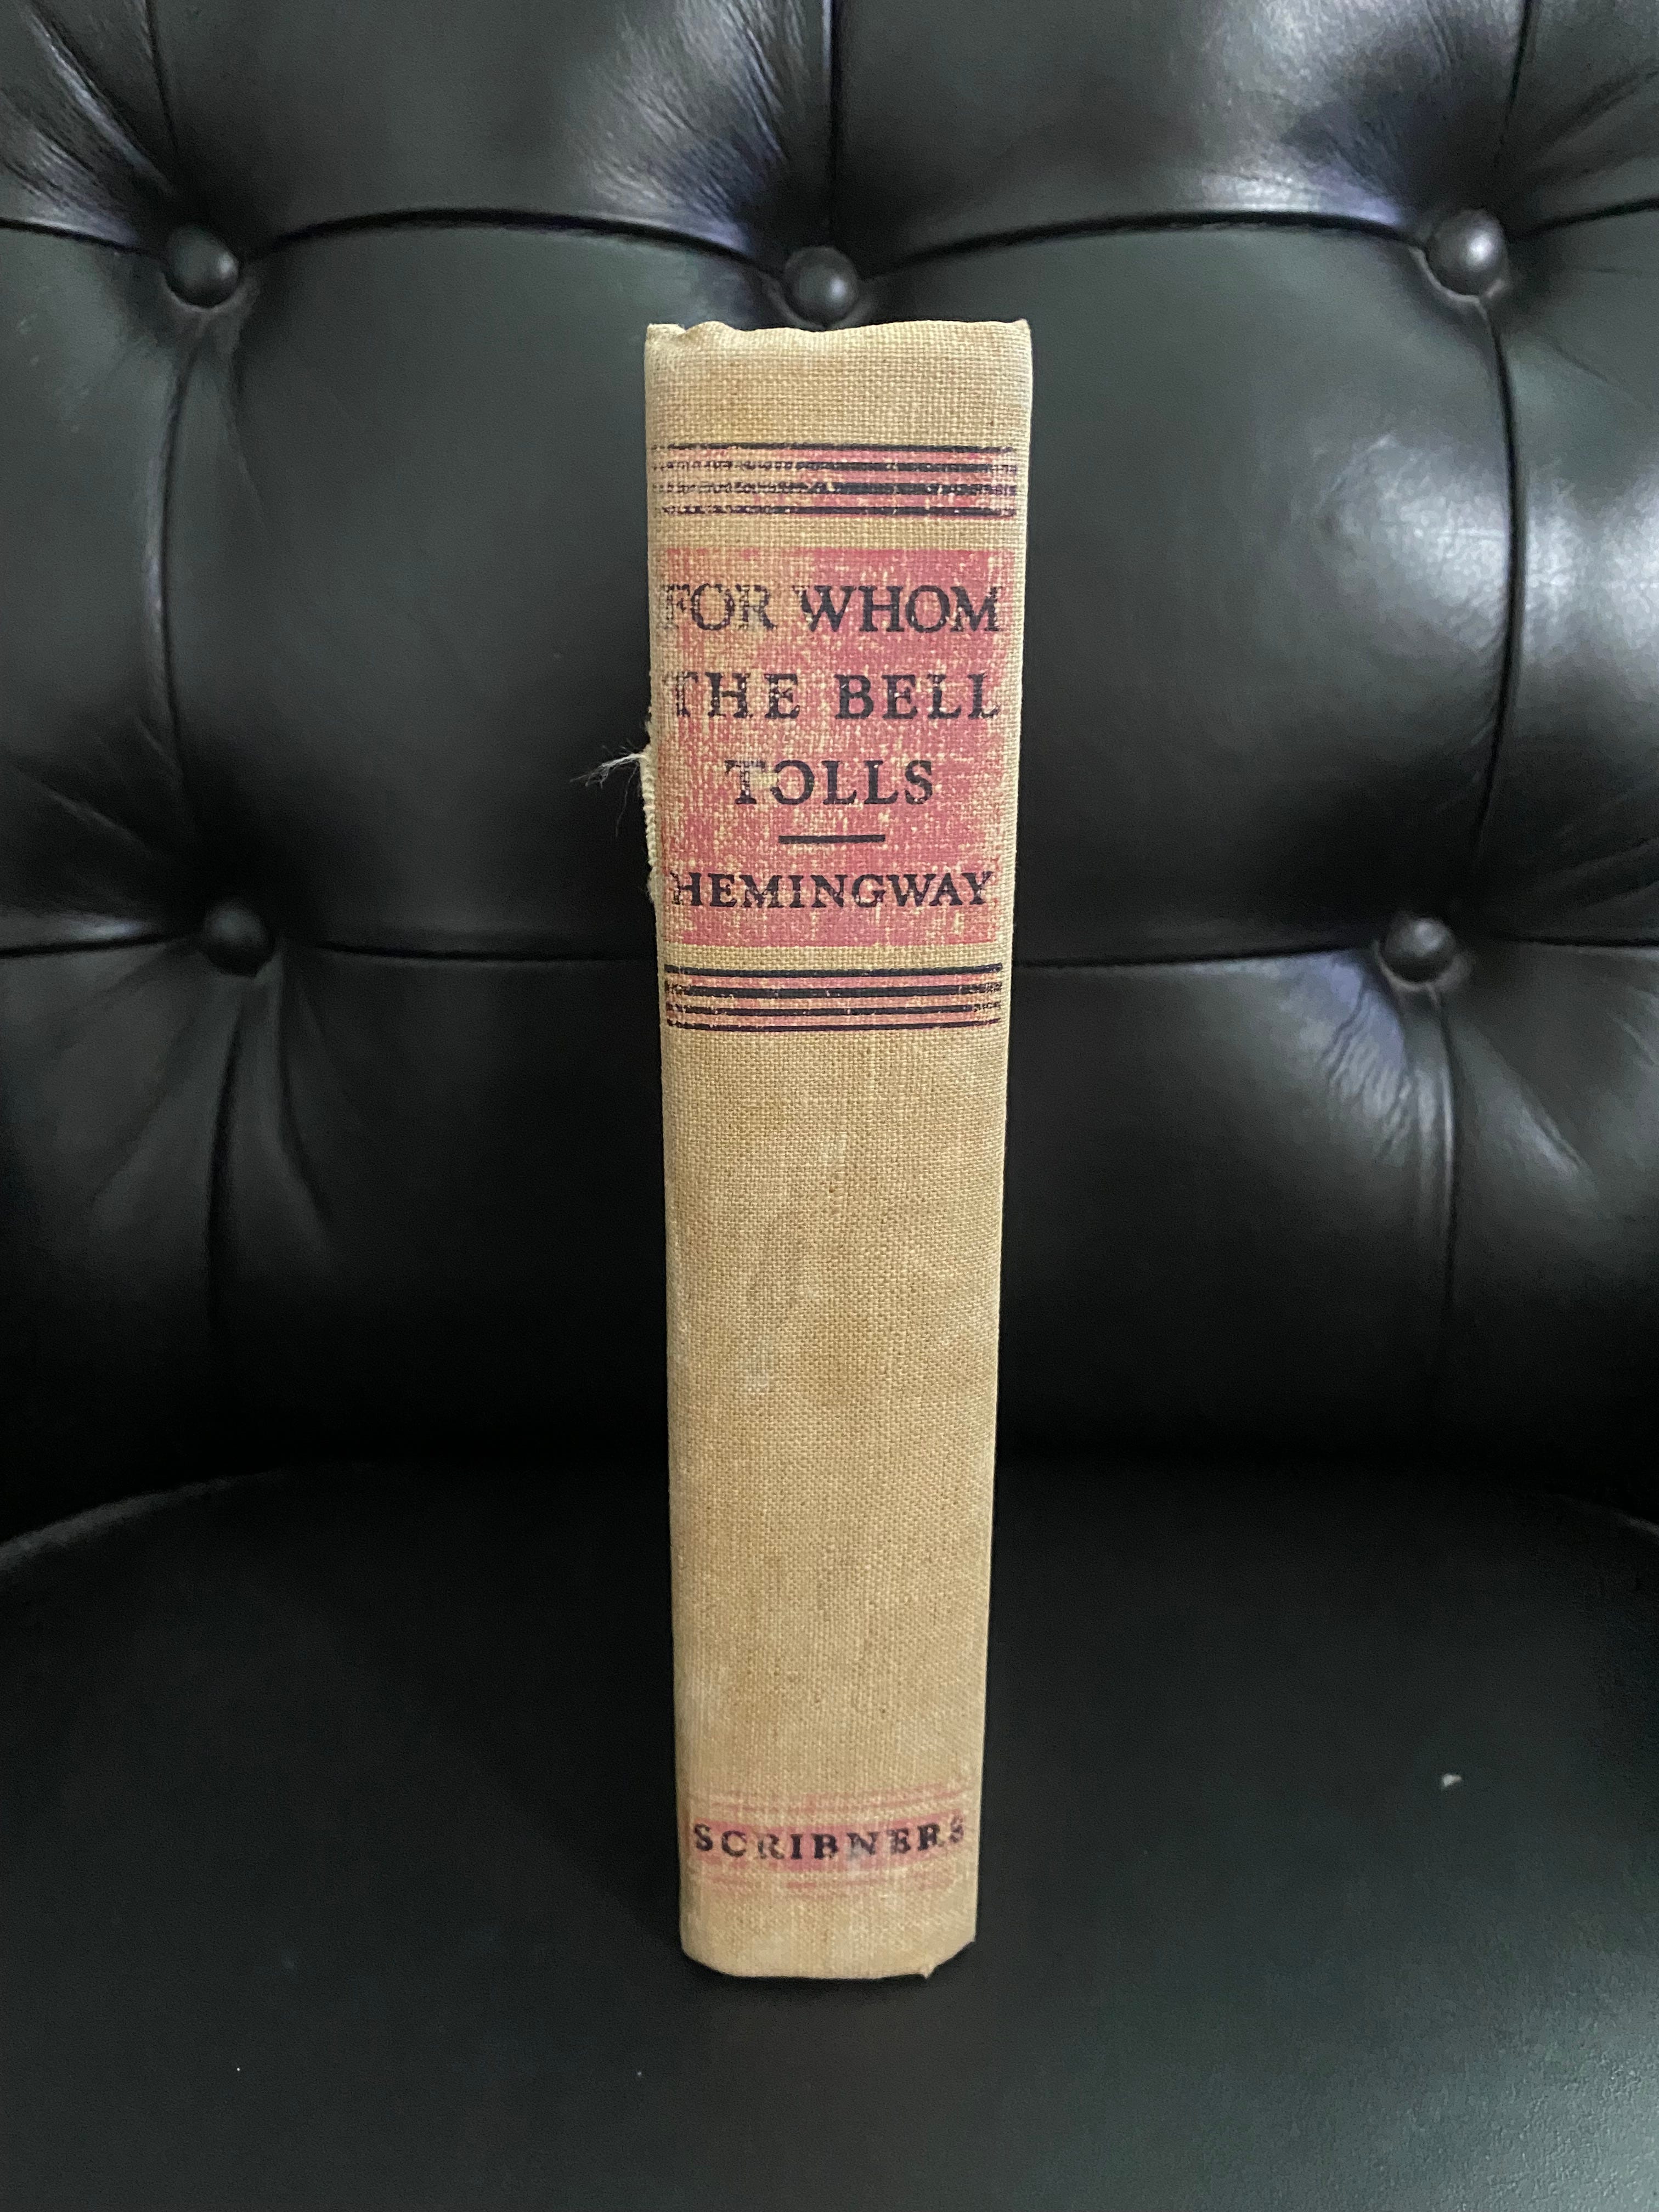 FOR WHOM
THE BELL
TOLLS
HEMINGWAY
SCRIBNERS